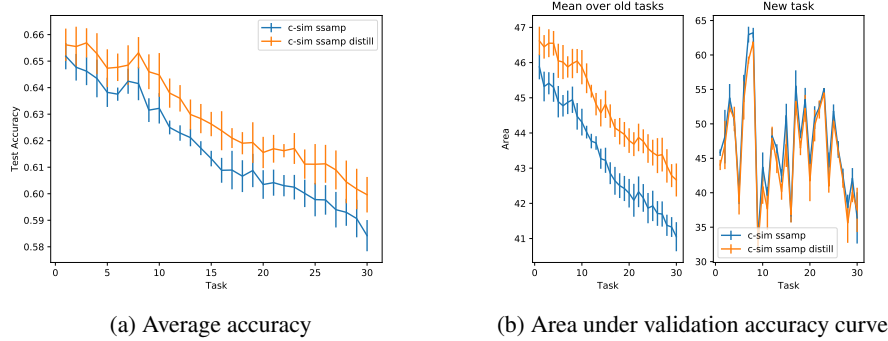 Mean over old tasks
New task
0.66
0.65
0.64
0.63
0.62
0.61
0.60
0.59
0.58
Test Accuracy
c-sim ssamp
c-sim ssamp distill
0
5
10
15
20
25
30
Task
46
45
44
43
42
41
Area
0
10
20
30
Task
65
60
55
50
45
40
35
30
c-sim ssamp
c-sim ssamp distill
0
10
20
30
Task
(a) Average accuracy
(b) Area under validation accuracy curve